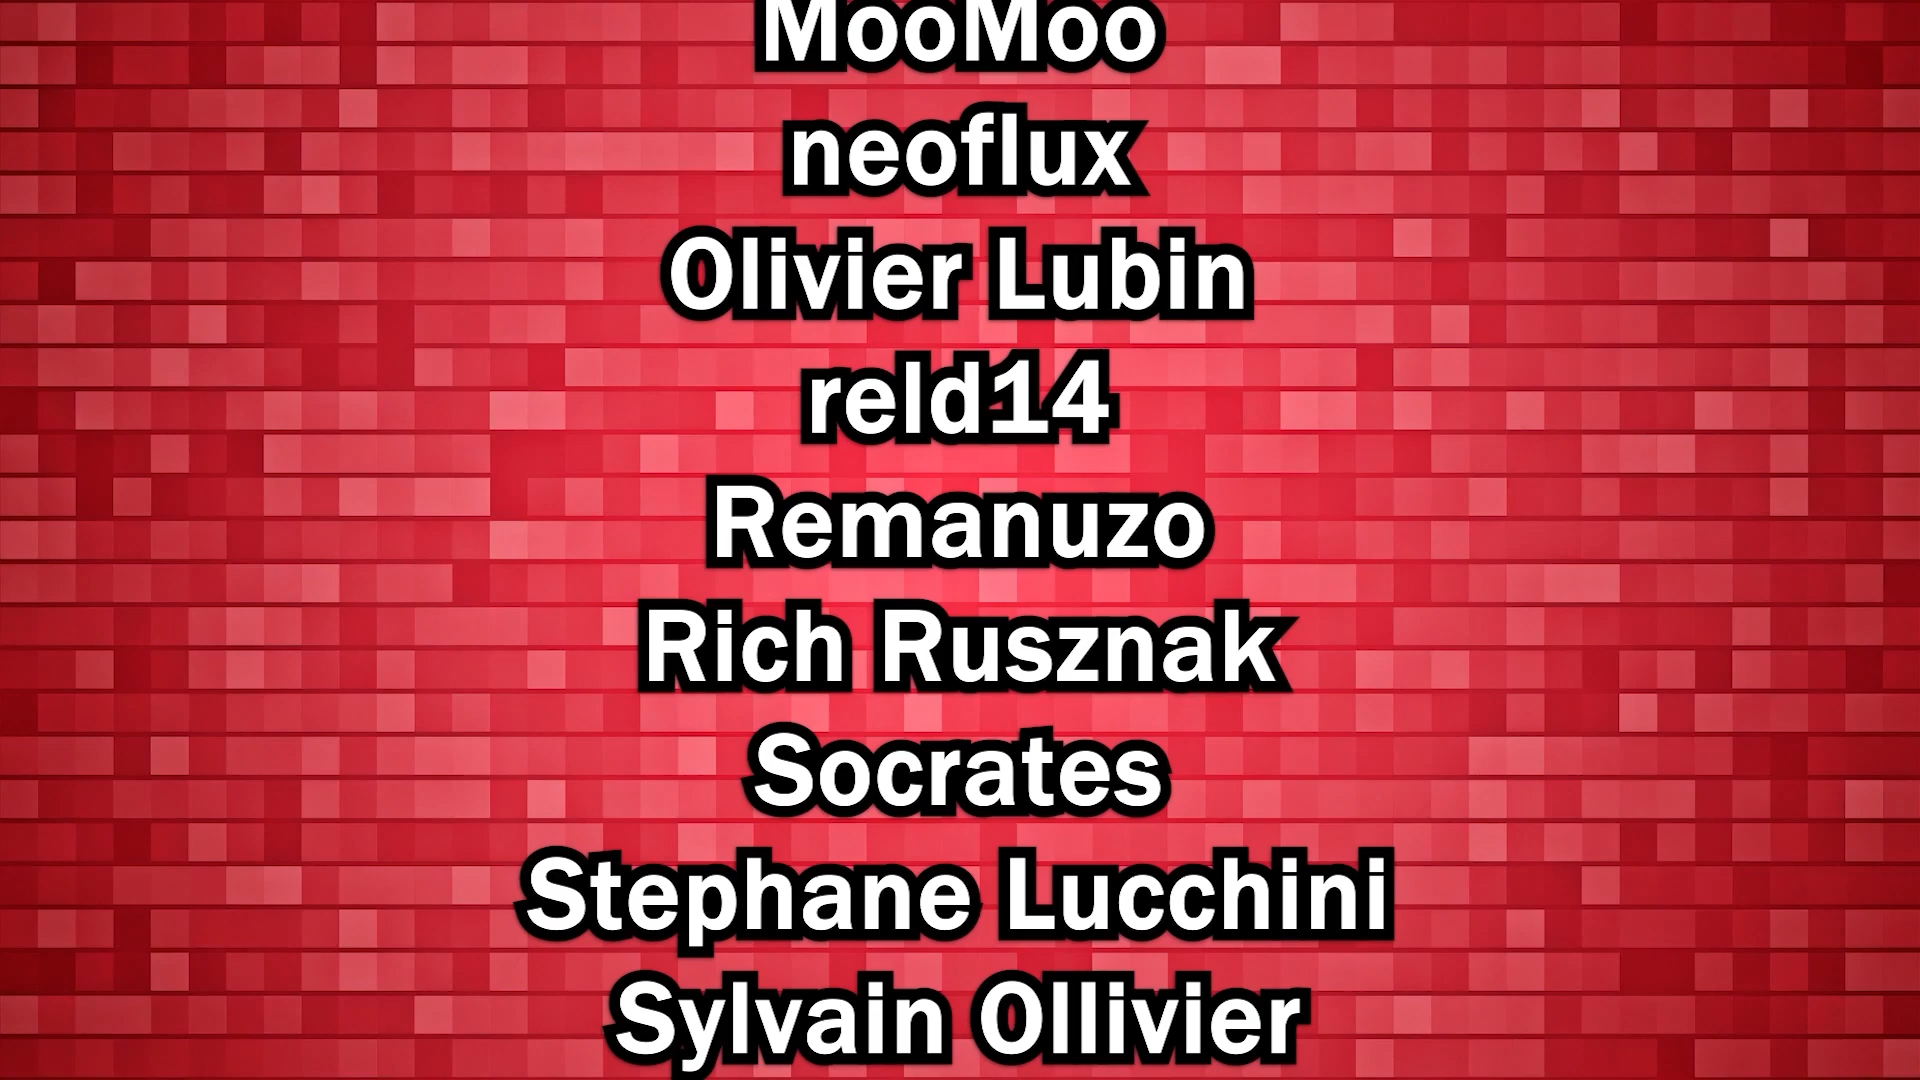 MooMoo
neoflux
Olivier Lubin
reld14
Remanuzo
Rich Rusznak
Socrates
Stephane Lucchini
Sylvain Ollivier